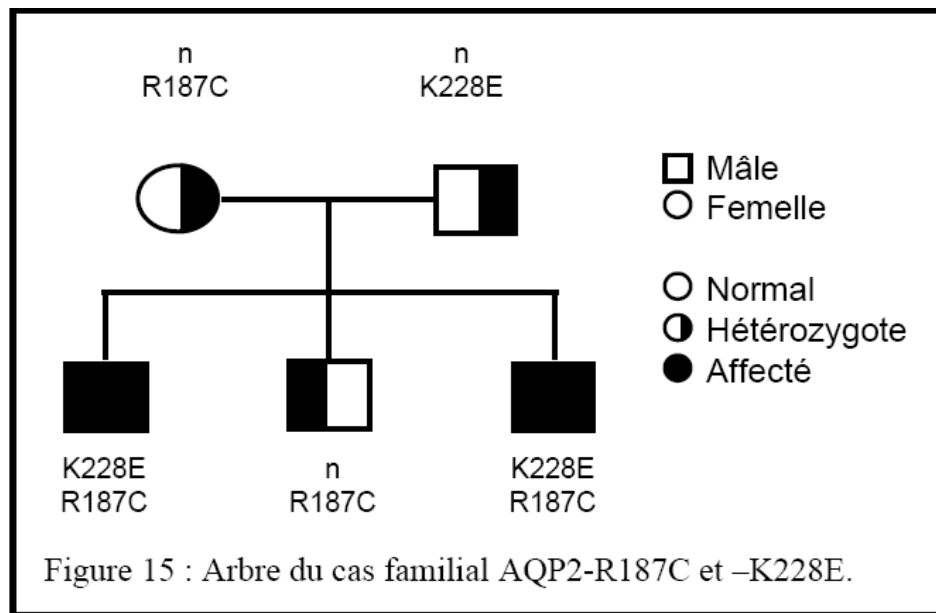 n
R187C
n
K228E
Mâle
Femelle
Normal
Hétérozygote
Affecté
K228E
R187C
n
R187C
K228E
R187C
Figure 15 : Arbre du cas familial AQP2-R187C et –K228E.